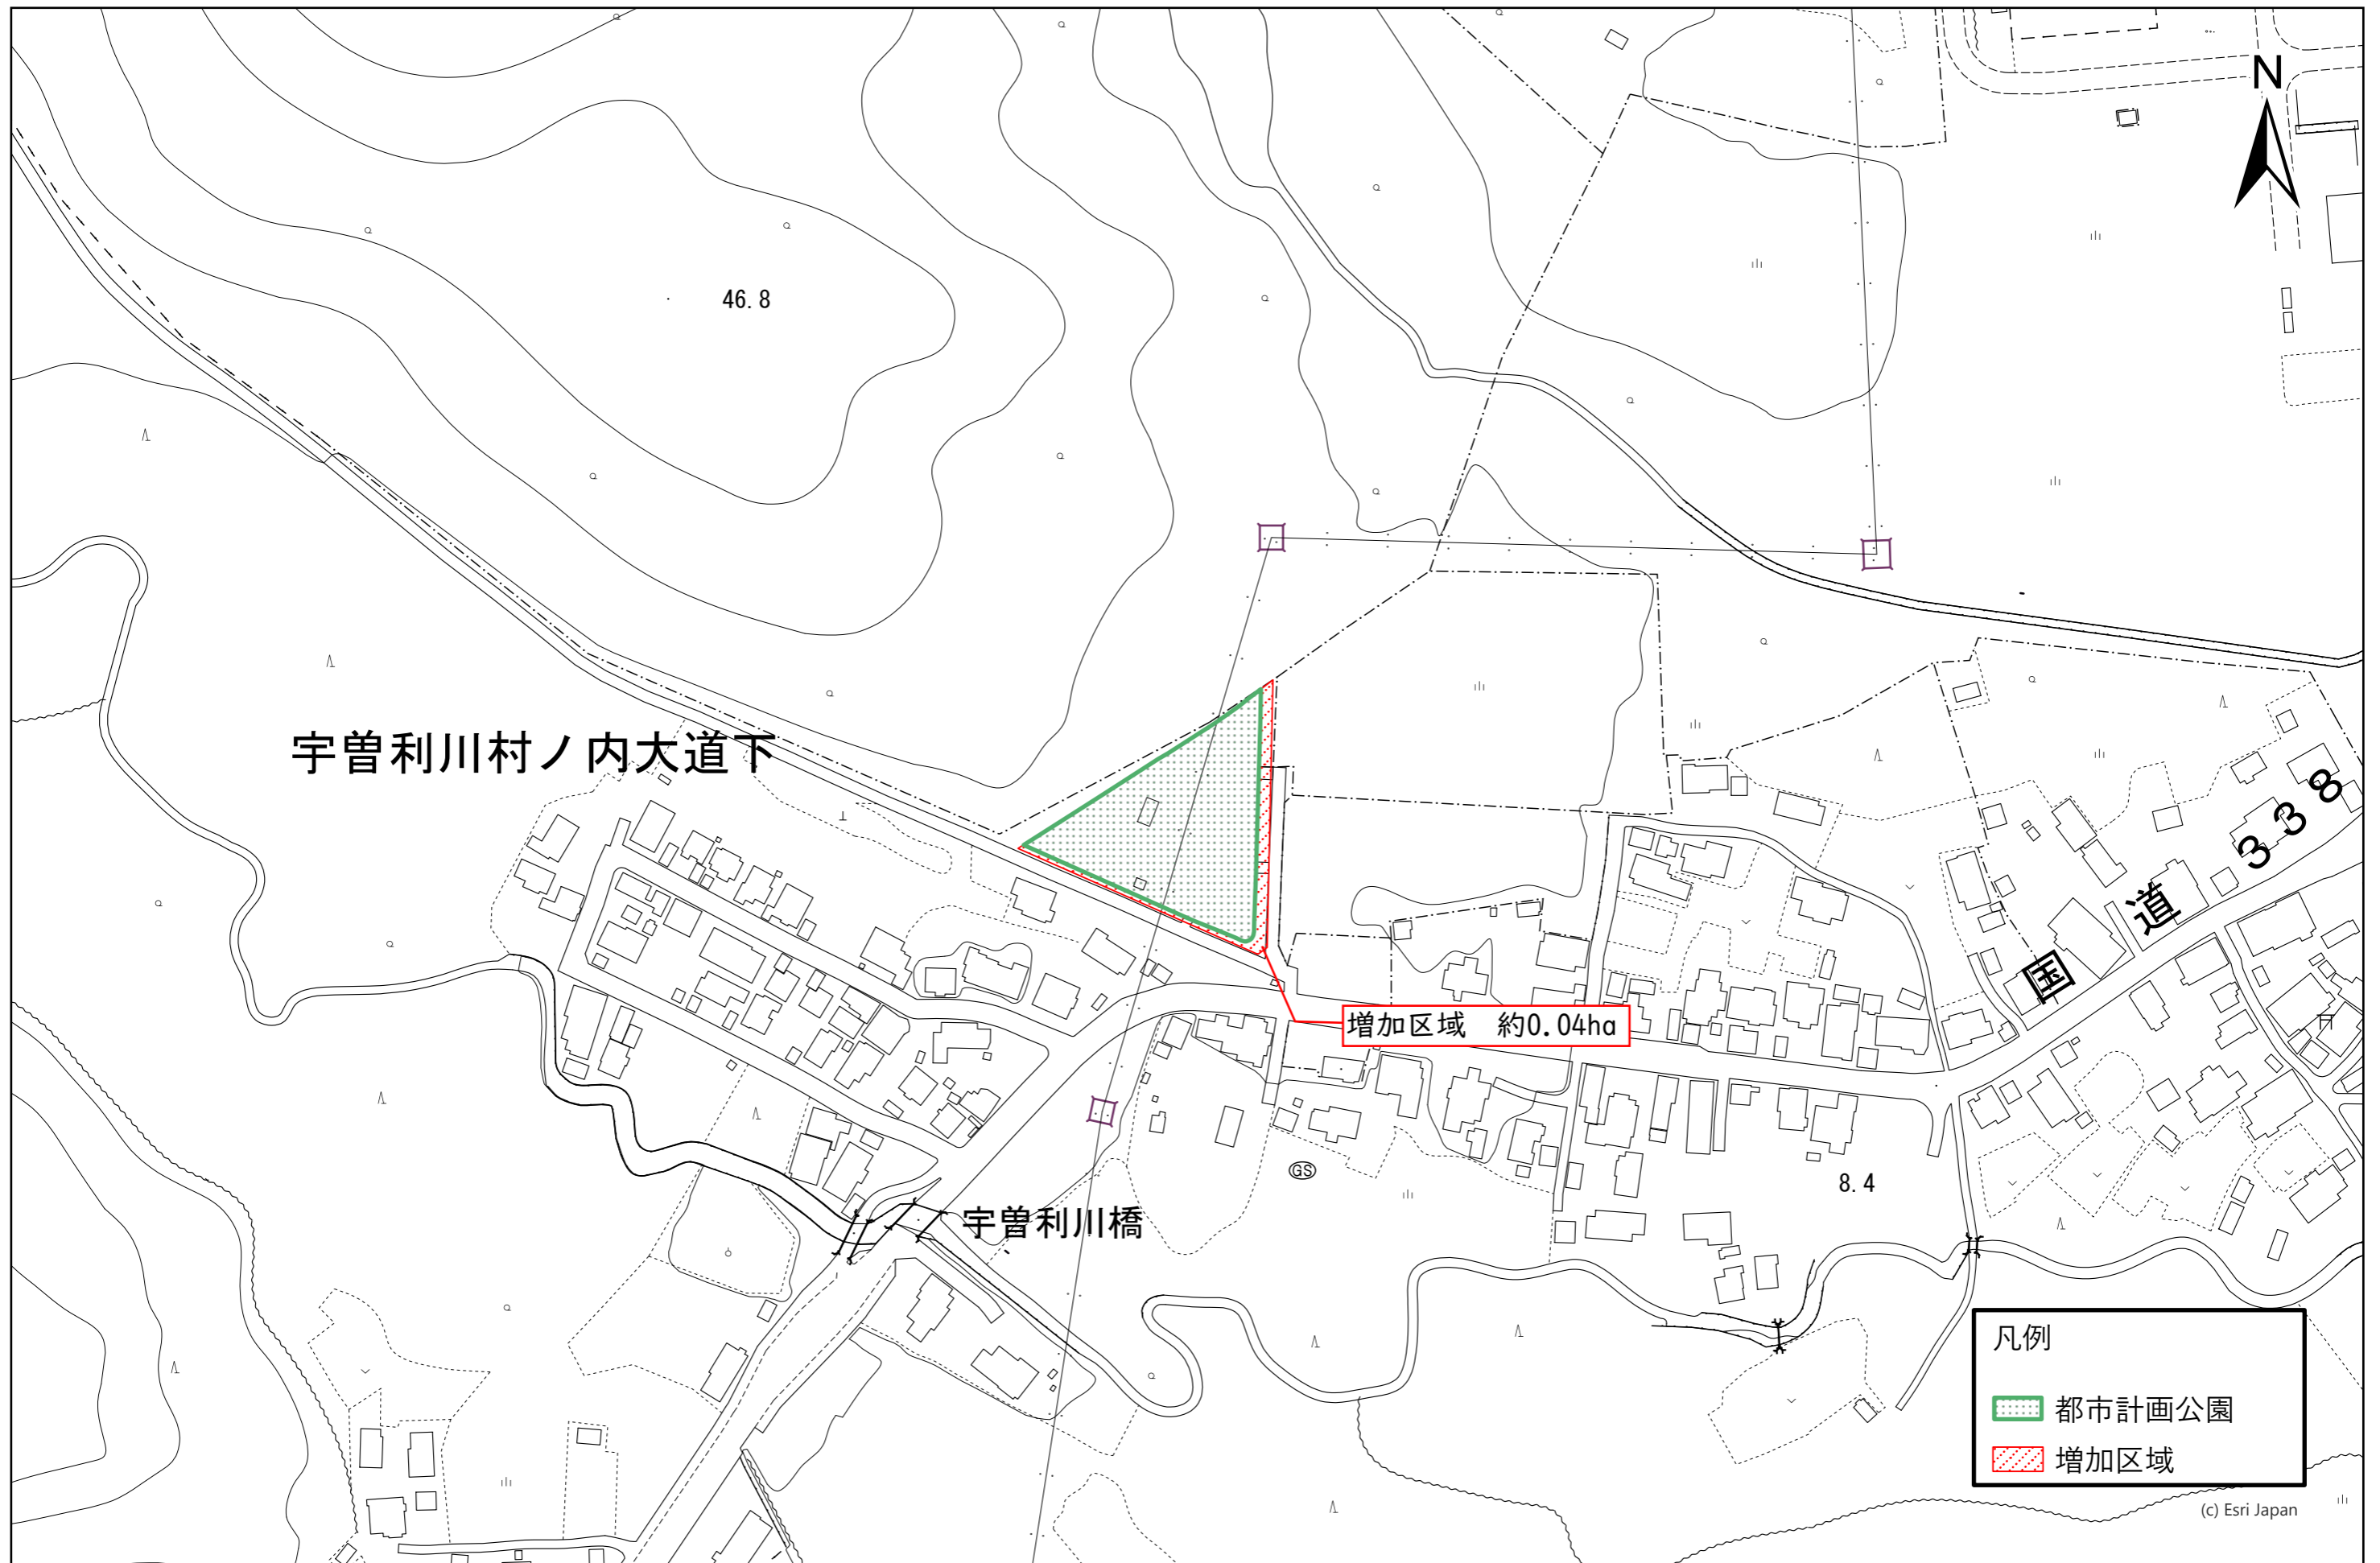 N
46.8
宇曽利川村ノ内大道下
国道338
増加区域　約0.04ha
GS
8.4
宇曽利川橋
凡例
都市計画公園
増加区域
(c) Esri Japan